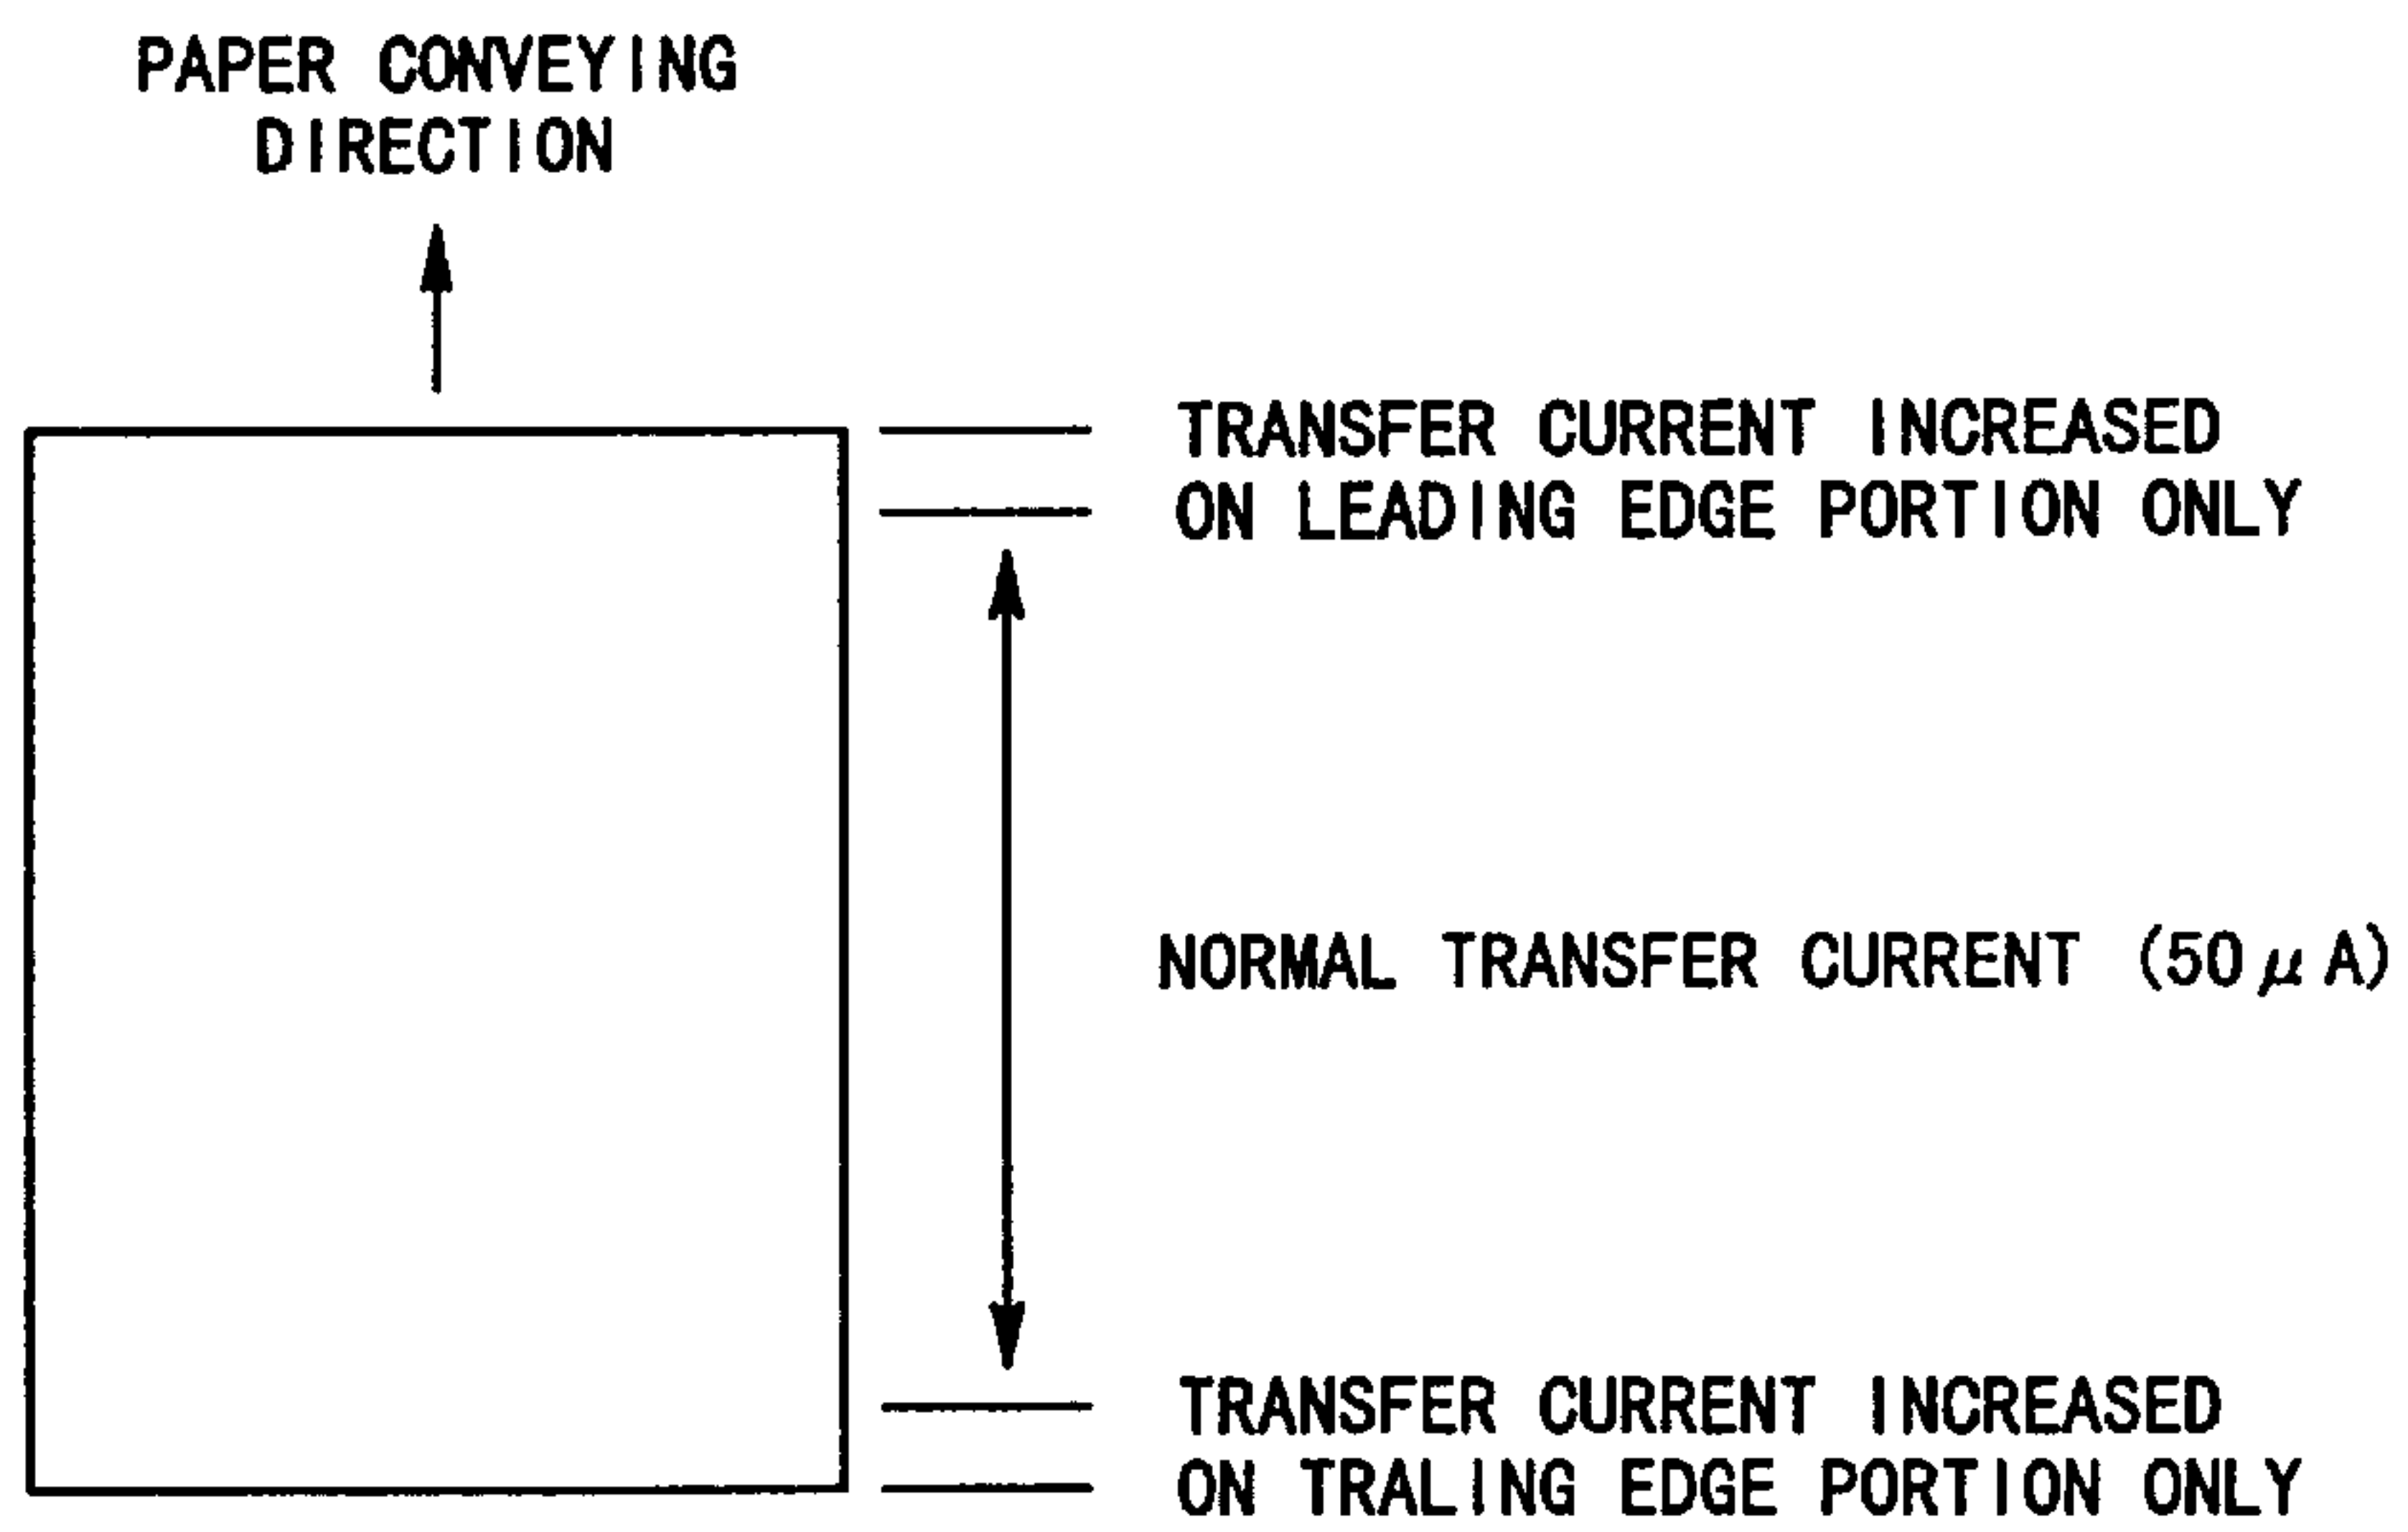 PAPER CONVEYING
DIRECTION
TRANSFER CURRENT INCREASED
ON LEADING EDGE PORTION ONLY
NORMAL TRANSFER CURRENT (50μA)
TRANSFER CURRENT INCREASED
ON TRALING EDGE PORTION ONLY